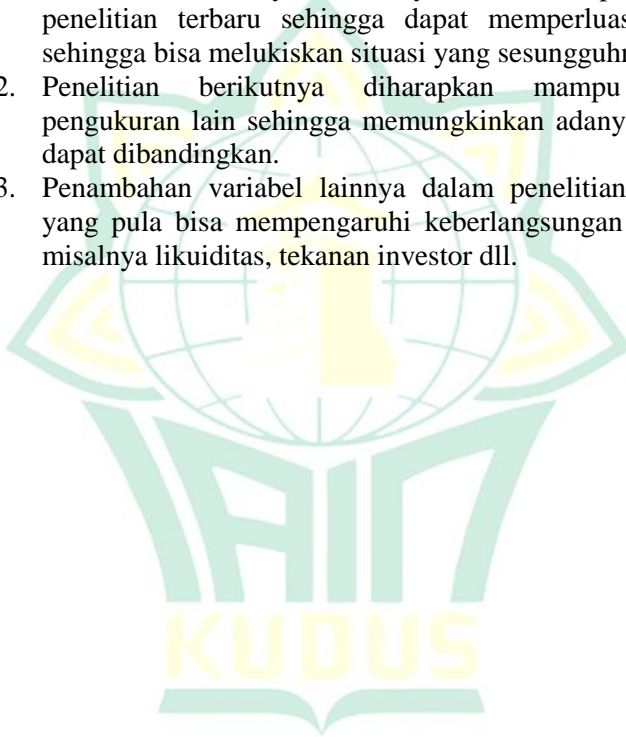 penelitian terbaru sehingga dapat memperluas
sehingga bisa melukiskan situasi yang sesungguhn
2. Penelitian berikutnya diharapkan mampu
pengukuran lain sehingga memungkinkan adany
dapat dibandingkan.
3. Penambahan variabel lainnya dalam penelitian
yang pula bisa mempengaruhi keberlangsungan
misalnya likuiditas, tekanan investor dll.
IAIN
KUDUS